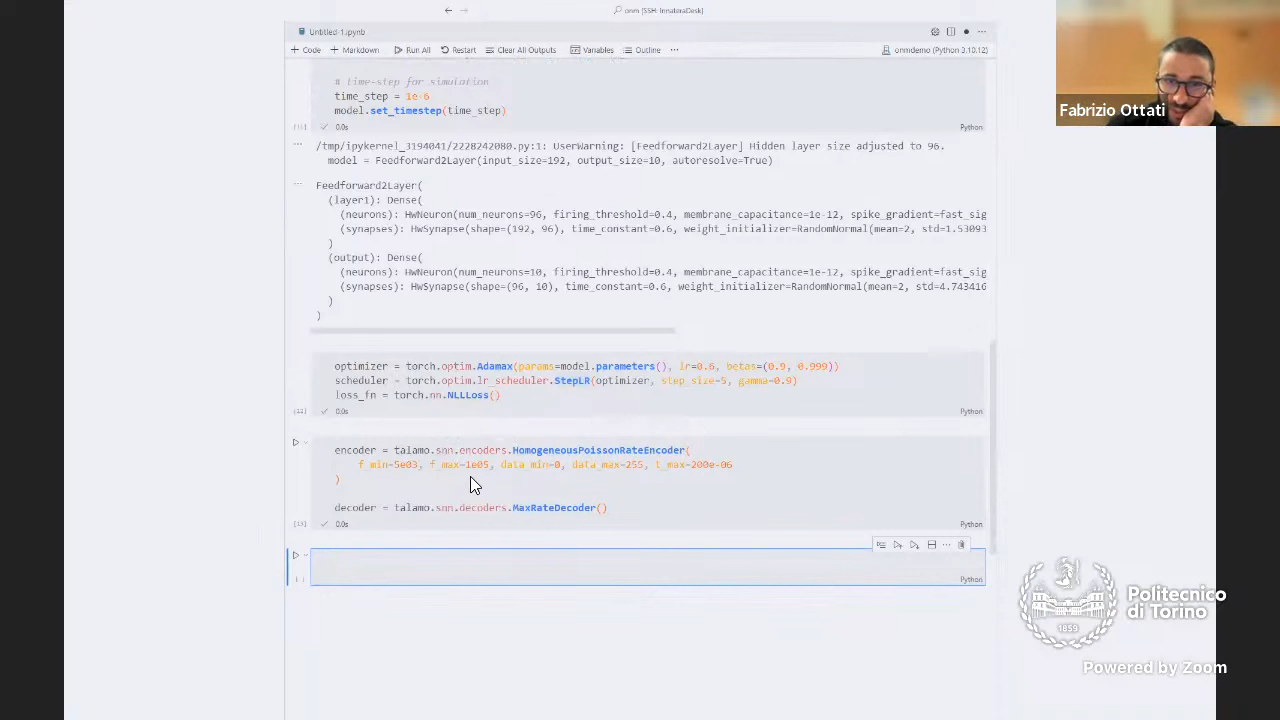 onm [SSH: InnateraDesk]
Untitled-1.ipynb
+ Code + Markdown Run All Restart Clear All Outputs Variables Outline ... onmdemo (Python 3.10.12)
# time-step for simulation
time_step = 1e-6
model.set_timestep(time_step)
[11] 0.0s Python
/tmp/ipykernel_3194041/2228242080.py:1: UserWarning: [Feedforward2Layer] Hidden layer size adjusted to 96.
model = Feedforward2Layer(input_size=192, output_size=10, autoresolve=True)
Feedforward2Layer(
(layer1): Dense(
(neurons): HwNeuron(num_neurons=96, firing_threshold=0.4, membrane_capacitance=1e-12, spike_gradient=fast_sig
(synapses): HwSynapse(shape=(192, 96), time_constant=0.6, weight_initializer=RandomNormal(mean=2, std=1.53093
)
(output): Dense(
(neurons): HwNeuron(num_neurons=10, firing_threshold=0.4, membrane_capacitance=1e-12, spike_gradient=fast_sig
(synapses): HwSynapse(shape=(96, 10), time_constant=0.6, weight_initializer=RandomNormal(mean=2, std=4.743416
)
)
optimizer = torch.optim.Adamax(params=model.parameters(), lr=0.6, betas=(0.9, 0.999))
scheduler = torch.optim.lr_scheduler.StepLR(optimizer, step_size=5, gamma=0.9)
loss_fn = torch.nn.NLLLoss()
[12] 0.0s Python
encoder = talamo.snn.encoders.HomogeneousPoissonRateEncoder(
f_min=5e03, f_max=1e05, data_min=0, data_max=255, t_max=200e-06
)
decoder = talamo.snn.decoders.MaxRateDecoder()
[13] 0.0s Python
[ ] Python
Fabrizio Ottati
1859
Politecnico
di Torino
Powered by Zoom